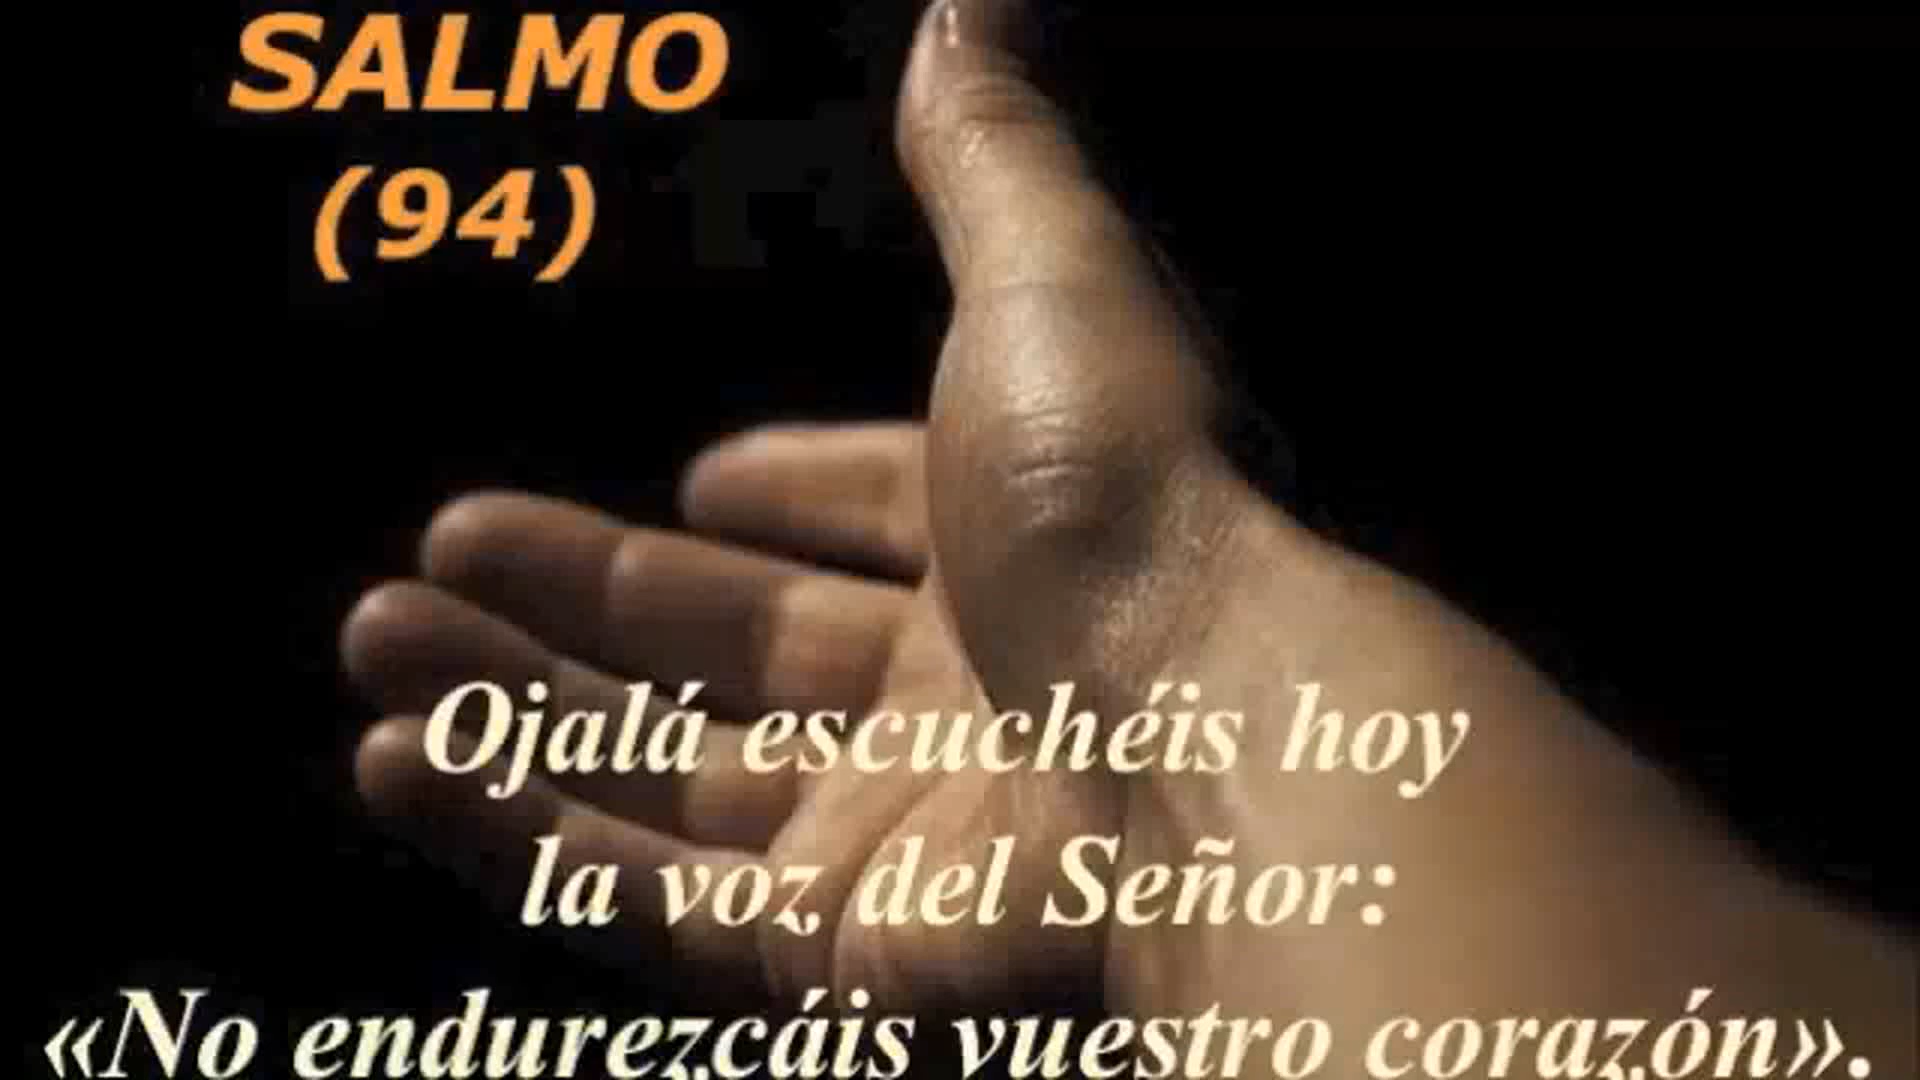 SALMO
(94)
Ojalá escuchéis hoy
la voz del Señor:
«No endurezcáis vuestro corazón».